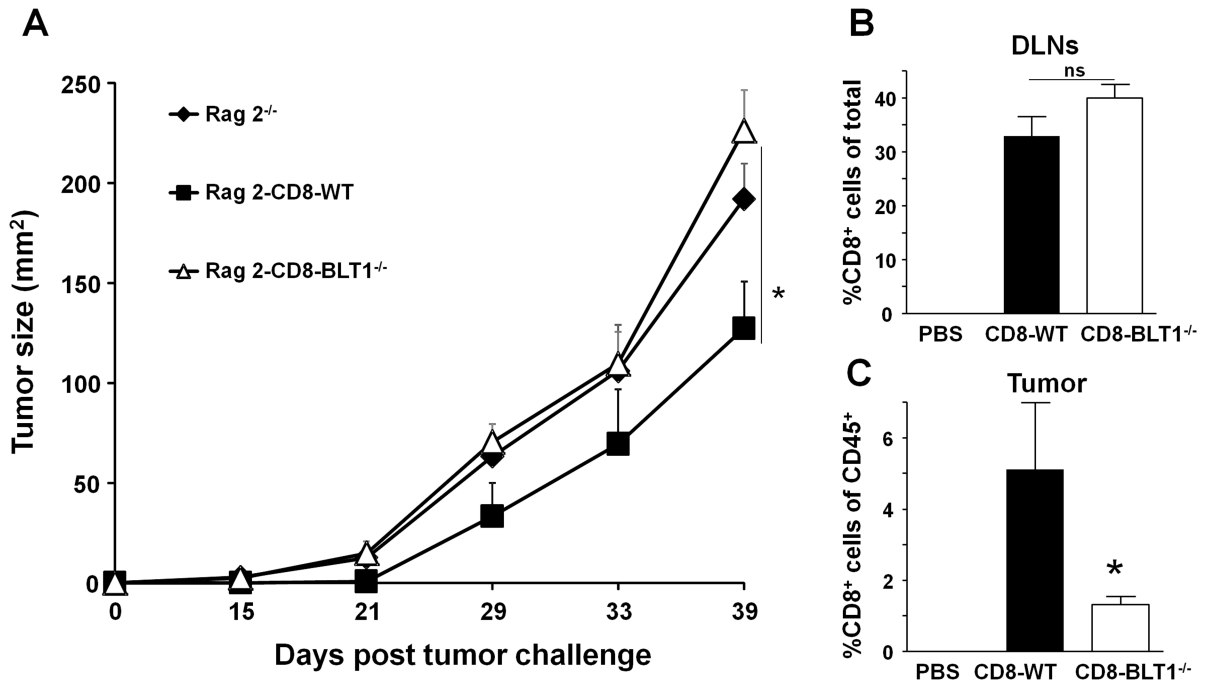 A
Tumor size (mm²)
250
200
150
100
50
0
Rag 2⁻/⁻
Rag 2-CD8-WT
Rag 2-CD8-BLT1⁻/⁻
*
0 15 21 29 33 39
Days post tumor challenge
B
DLNs
ns
%CD8⁺ cells of total
40
30
20
10
0
PBS CD8-WT CD8-BLT1⁻/⁻
C
Tumor
%CD8⁺ cells of CD45⁺
6
4
2
0
*
PBS CD8-WT CD8-BLT1⁻/⁻